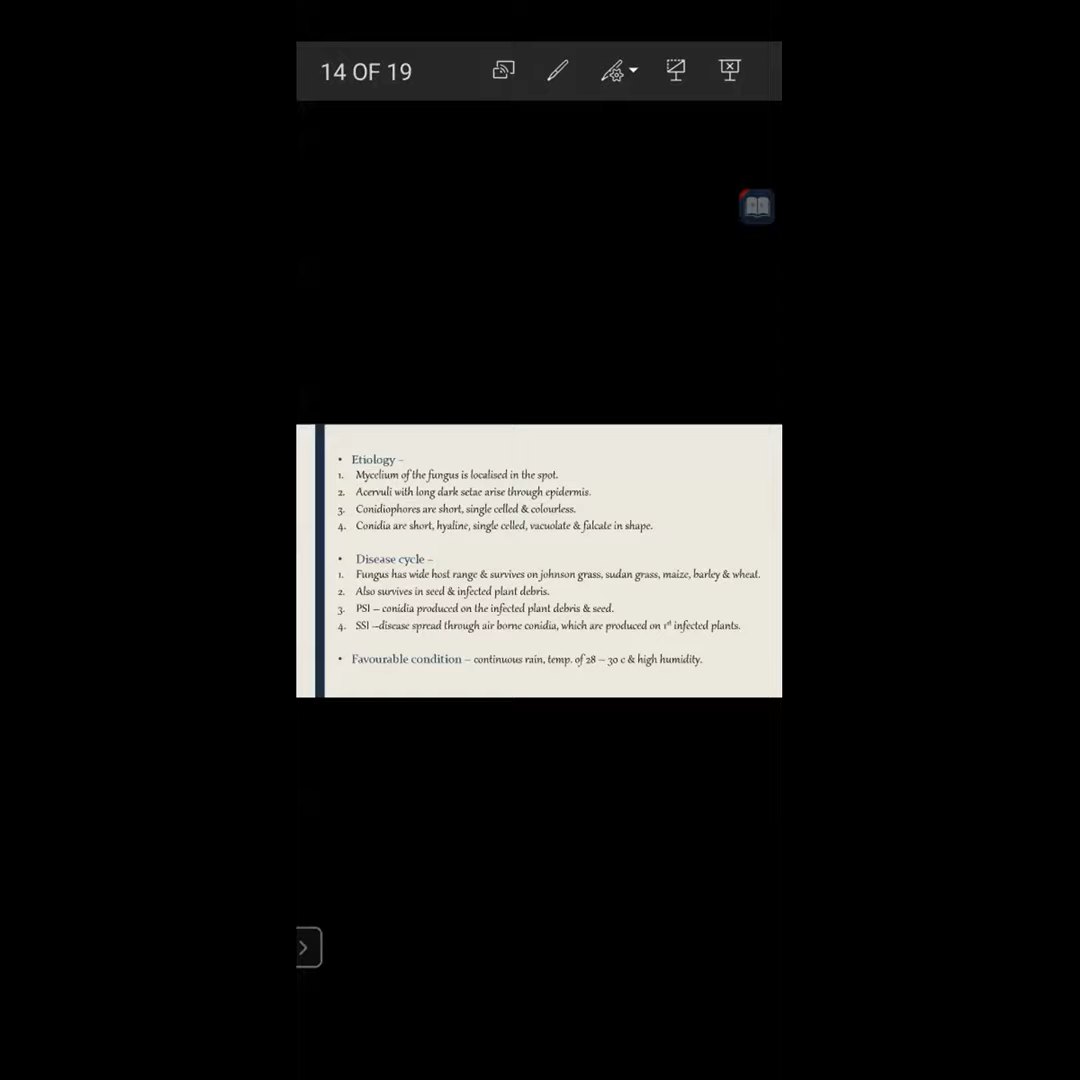 14 OF 19
• Etiology –
1. Mycelium of the fungus is localised in the spot.
2. Acervuli with long dark setae arise through epidermis.
3. Conidiophores are short, single celled & colourless.
4. Conidia are short, hyaline, single celled, vacuolate & falcate in shape.
• Disease cycle –
1. Fungus has wide host range & survives on johnson grass, sudan grass, maize, barley & wheat.
2. Also survives in seed & infected plant debris.
3. PSI – conidia produced on the infected plant debris & seed.
4. SSI –disease spread through air borne conidia, which are produced on 1st infected plants.
• Favourable condition – continuous rain, temp. of 28 – 30 c & high humidity.